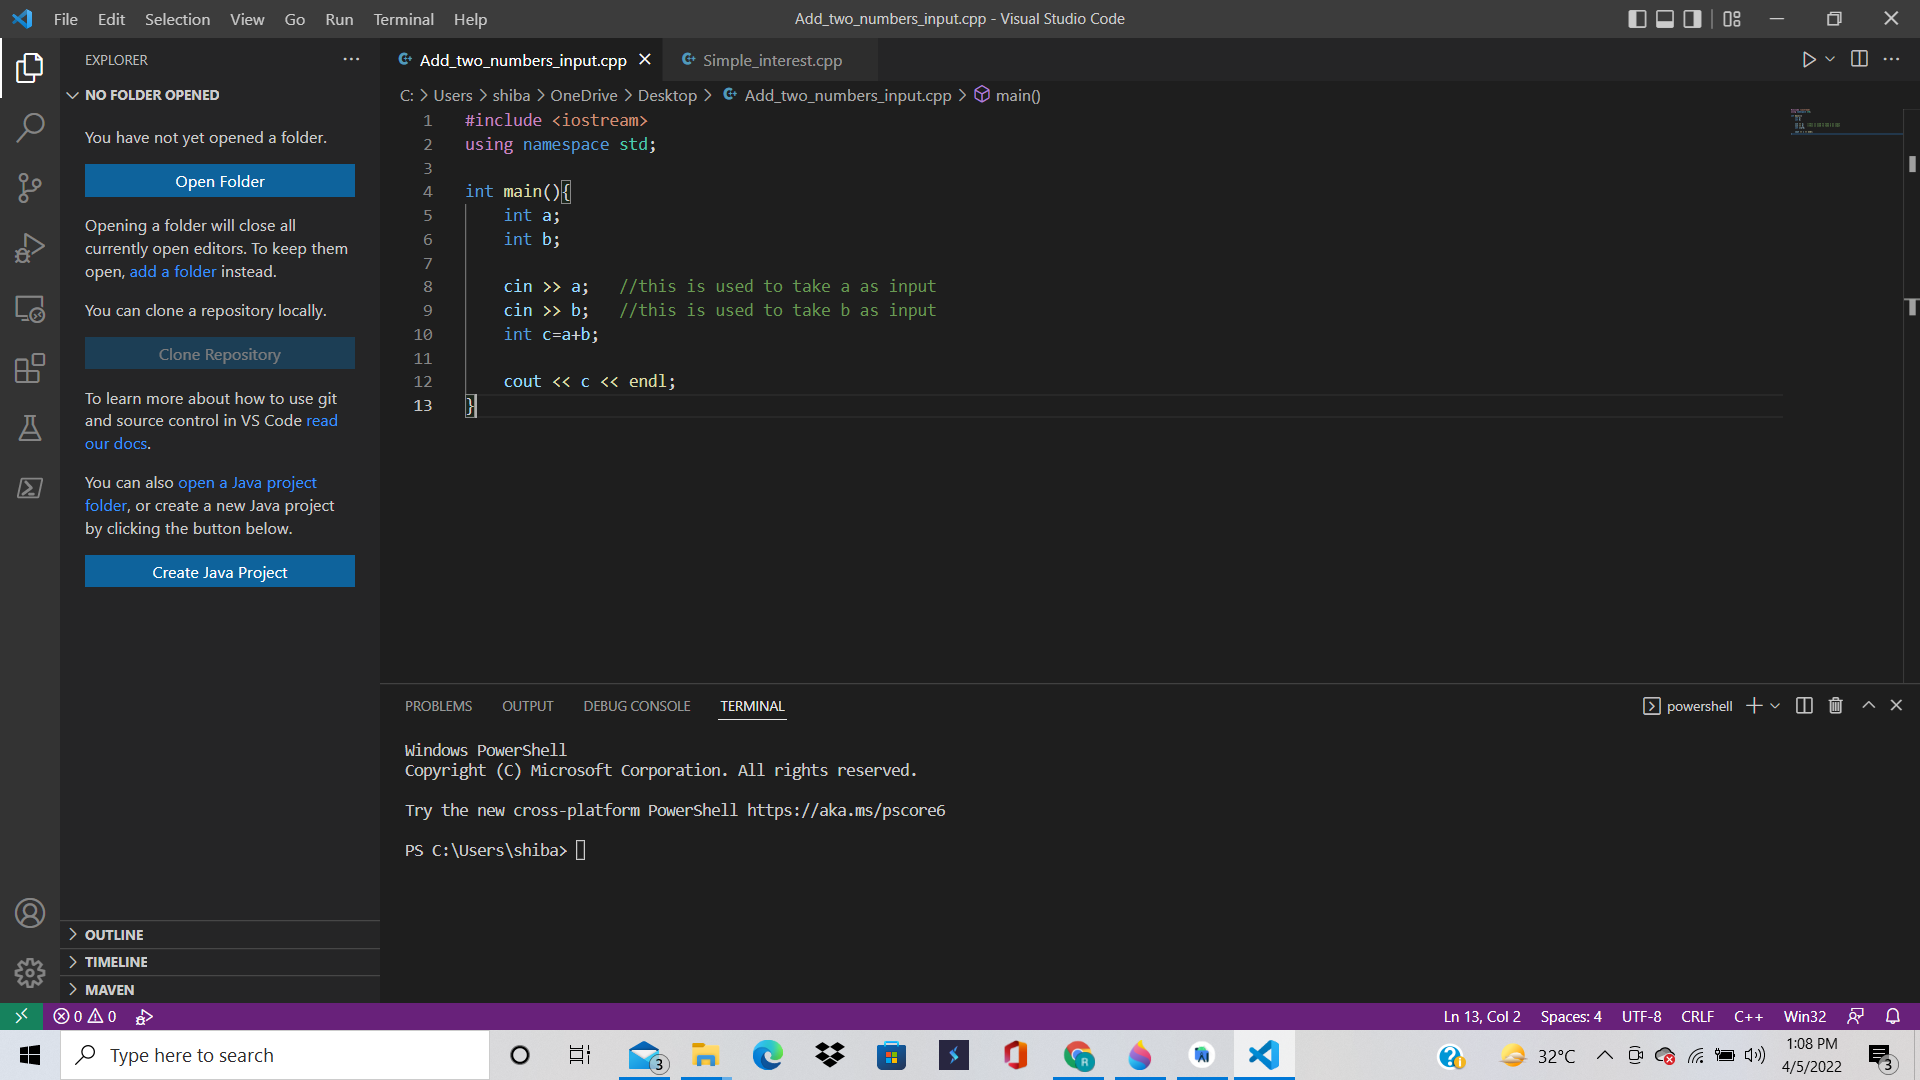 File Edit Selection View Go Run Terminal Help
Add_two_numbers_input.cpp - Visual Studio Code
EXPLORER
NO FOLDER OPENED
You have not yet opened a folder.
Open Folder
Opening a folder will close all
currently open editors. To keep them
open, add a folder instead.
You can clone a repository locally.
Clone Repository
To learn more about how to use git
and source control in VS Code read
our docs.
You can also open a Java project
folder, or create a new Java project
by clicking the button below.
Create Java Project
OUTLINE
TIMELINE
MAVEN
Add_two_numbers_input.cpp
Simple_interest.cpp
C: > Users > shiba > OneDrive > Desktop > Add_two_numbers_input.cpp > main()
1 #include <iostream>
2 using namespace std;
3
4 int main(){
5     int a;
6     int b;
7
8     cin >> a;   //this is used to take a as input
9     cin >> b;   //this is used to take b as input
10     int c=a+b;
11
12     cout << c << endl;
13 }
PROBLEMS OUTPUT DEBUG CONSOLE TERMINAL
powershell
Windows PowerShell
Copyright (C) Microsoft Corporation. All rights reserved.
Try the new cross-platform PowerShell https://aka.ms/pscore6
PS C:\Users\shiba>
0 0
Ln 13, Col 2 Spaces: 4 UTF-8 CRLF C++ Win32
Type here to search
3
32°C
1:08 PM
4/5/2022
3